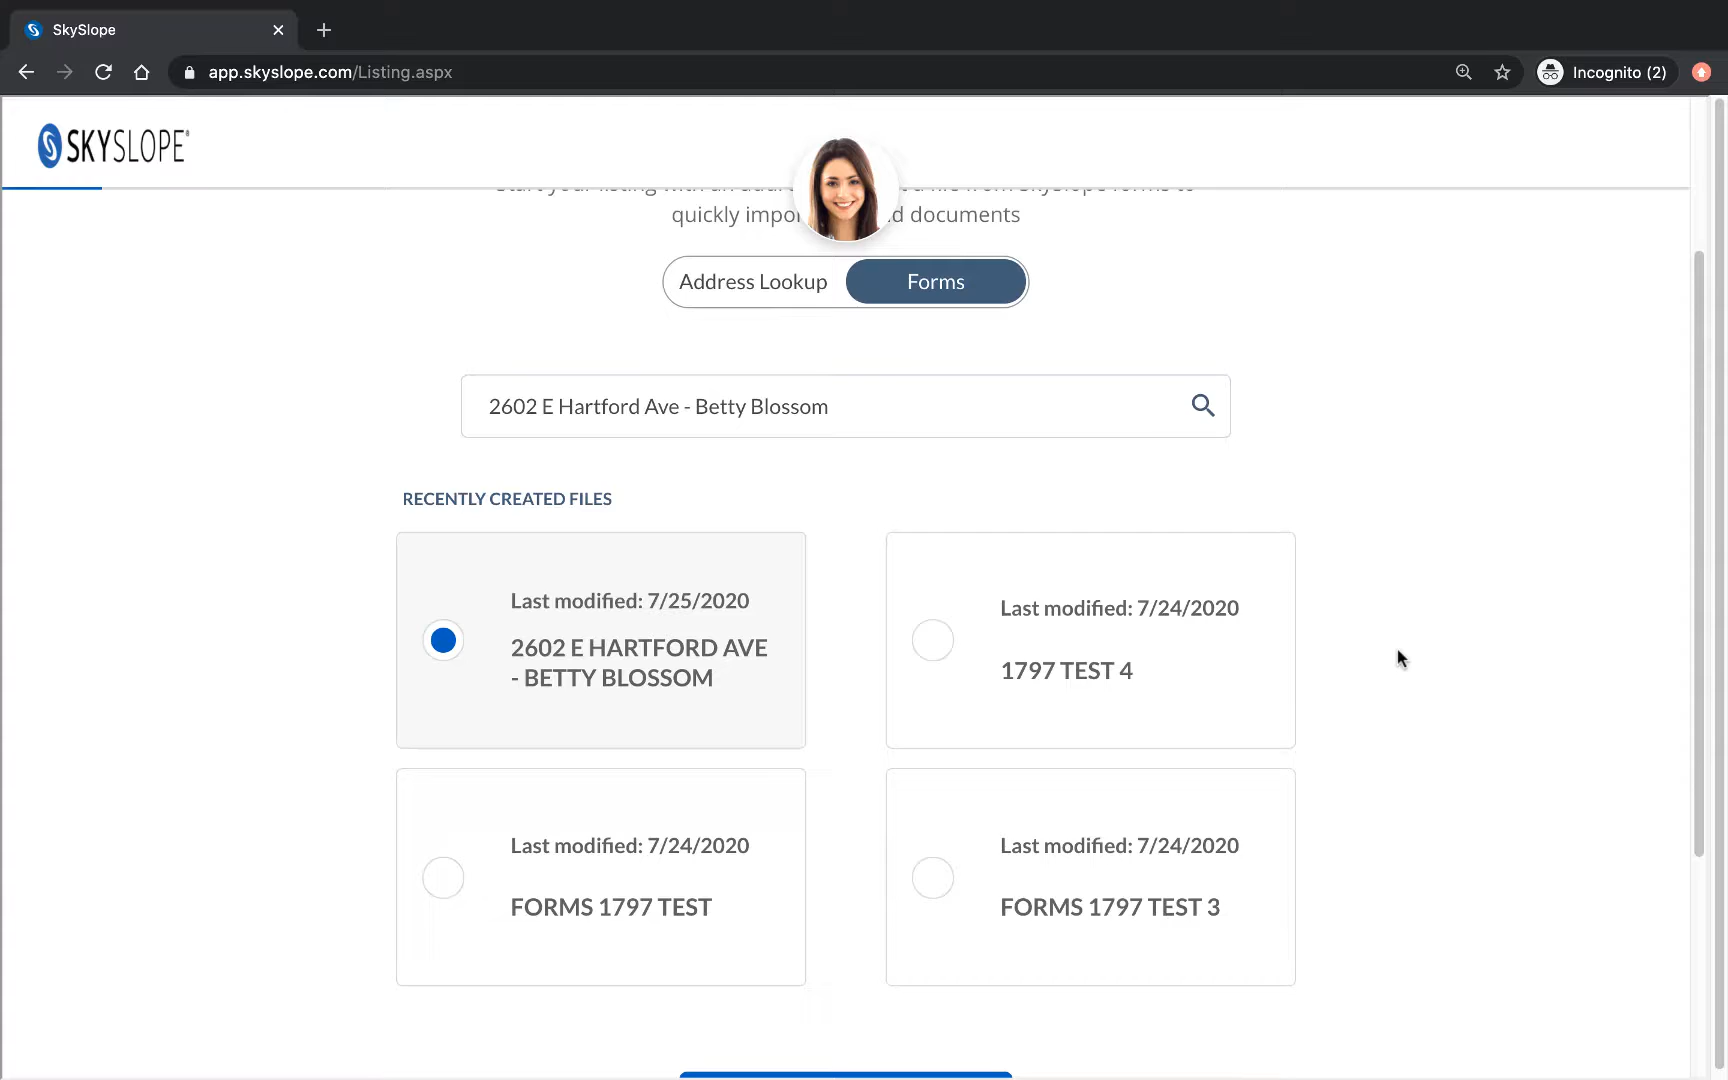 SkySlope
app.skyslope.com/Listing.aspx
Incognito (2)
SKYSLOPE®
quickly documents
Address Lookup
Forms
2602 E Hartford Ave - Betty Blossom
RECENTLY CREATED FILES
Last modified: 7/25/2020
2602 E HARTFORD AVE
- BETTY BLOSSOM
Last modified: 7/24/2020
1797 TEST 4
Last modified: 7/24/2020
FORMS 1797 TEST
Last modified: 7/24/2020
FORMS 1797 TEST 3